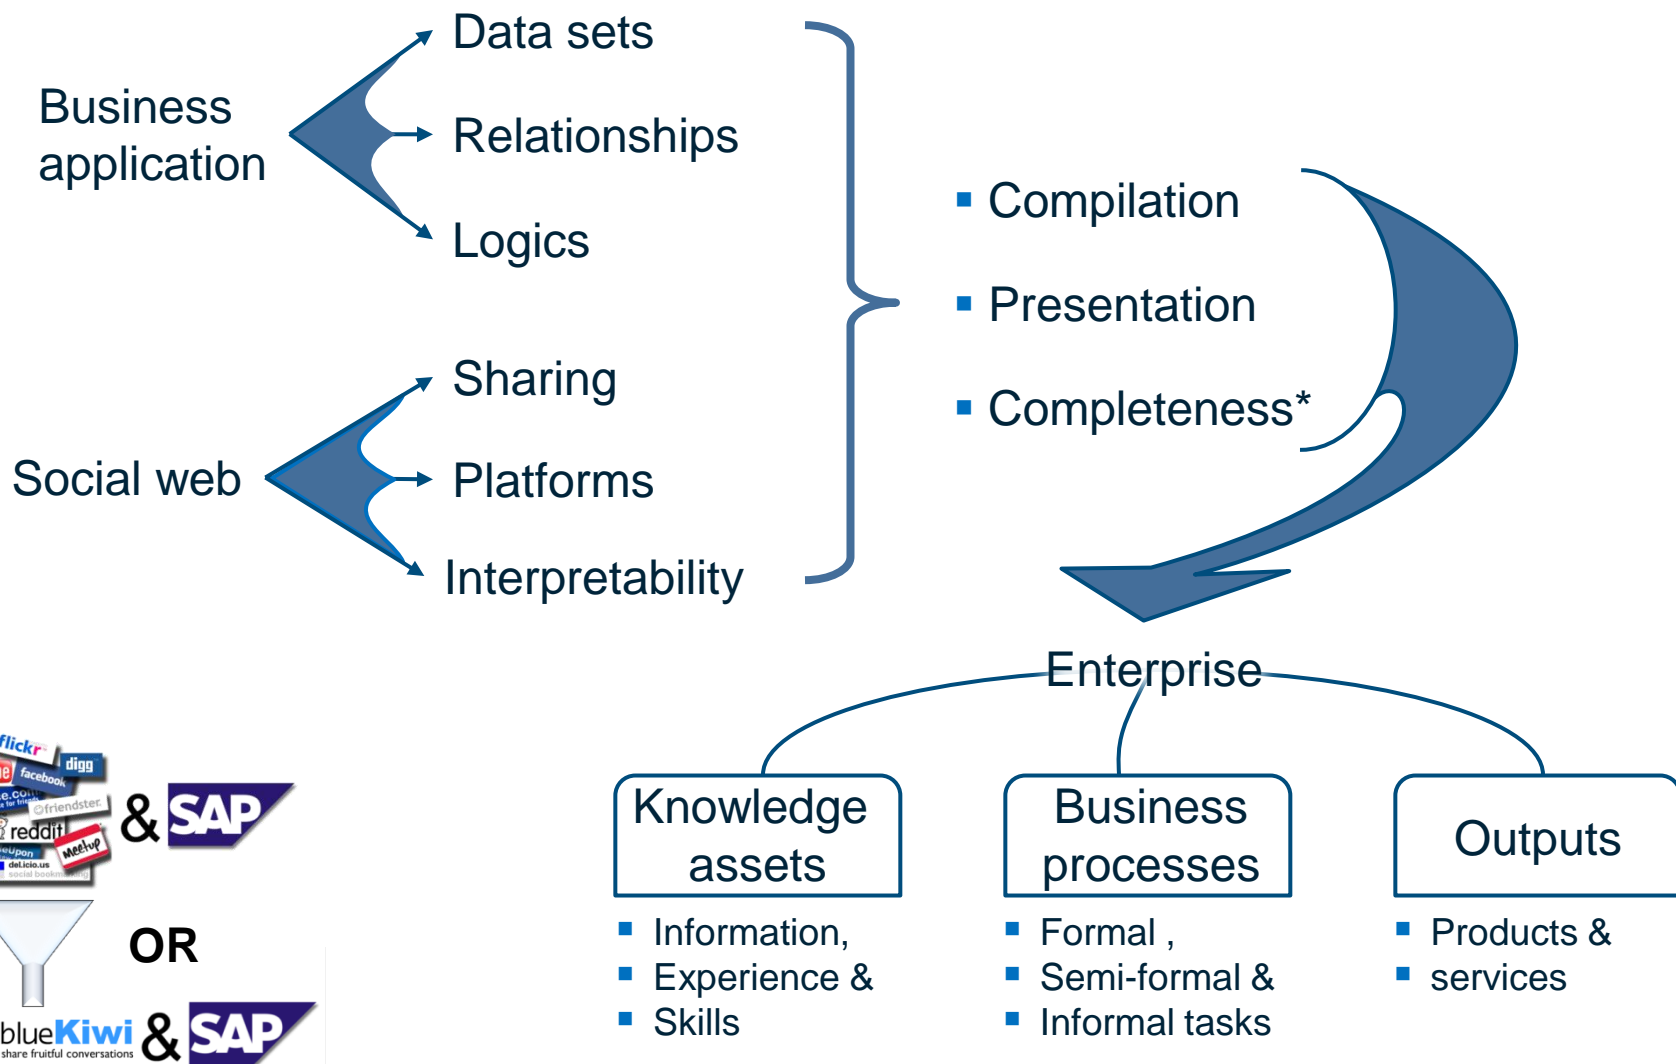 Data sets
Business
application
Relationships
Logics
Sharing
Social web
Platforms
Interpretability
▪ Compilation
▪ Presentation
▪ Completeness*
Enterprise
Knowledge
assets
▪ Information,
▪ Experience &
▪ Skills
Business
processes
▪ Formal ,
▪ Semi-formal &
▪ Informal tasks
Outputs
▪ Products &
▪ services
flickr
digg
facebook
friendster.
reddit
Meetup
del.icio.us
& SAP
OR
blueKiwi & SAP
share fruitful conversations